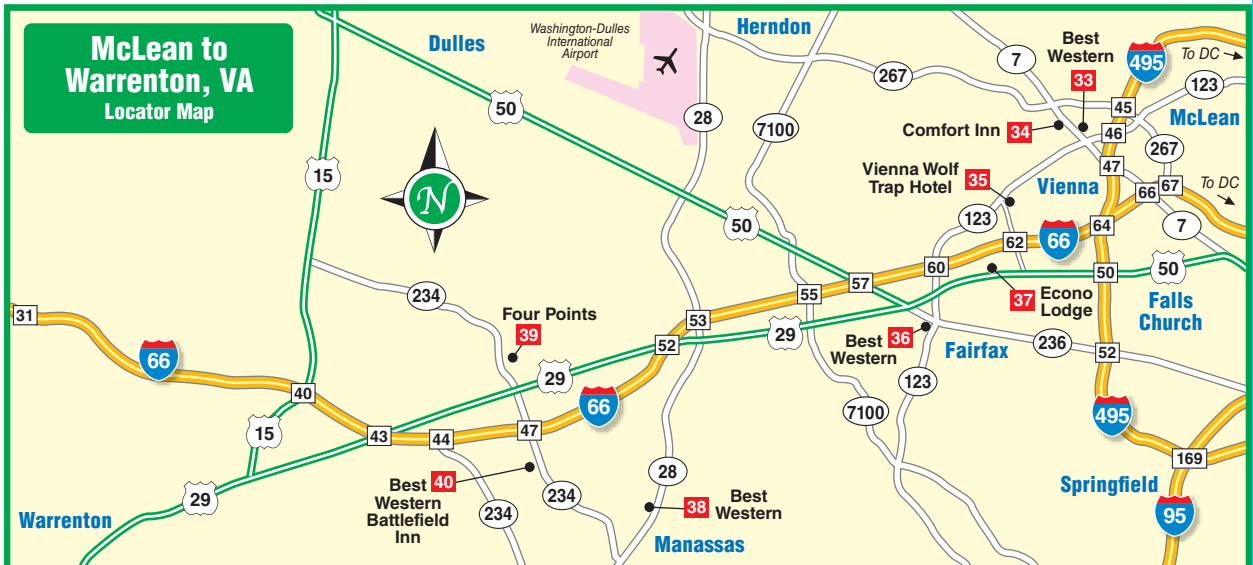 McLean to
Warrenton, VA
Locator Map
Dulles
Washington-Dulles
International
Airport
Herndon
Best
Western
33
495
To DC
7
267
123
45
McLean
50
28
7100
Comfort Inn
34
46
267
15
Vienna Wolf
Trap Hotel
35
47
Vienna
66
67
To DC
N
50
123
62
66
64
7
31
234
57
60
50
50
55
37
Econo
Lodge
Falls
Church
Four Points
39
53
29
Best
Western
36
Fairfax
236
52
66
52
40
29
123
66
7100
495
15
43
44
47
169
28
Springfield
29
Best
Western
Battlefield
Inn
40
234
234
38
Best
Western
95
Warrenton
Manassas